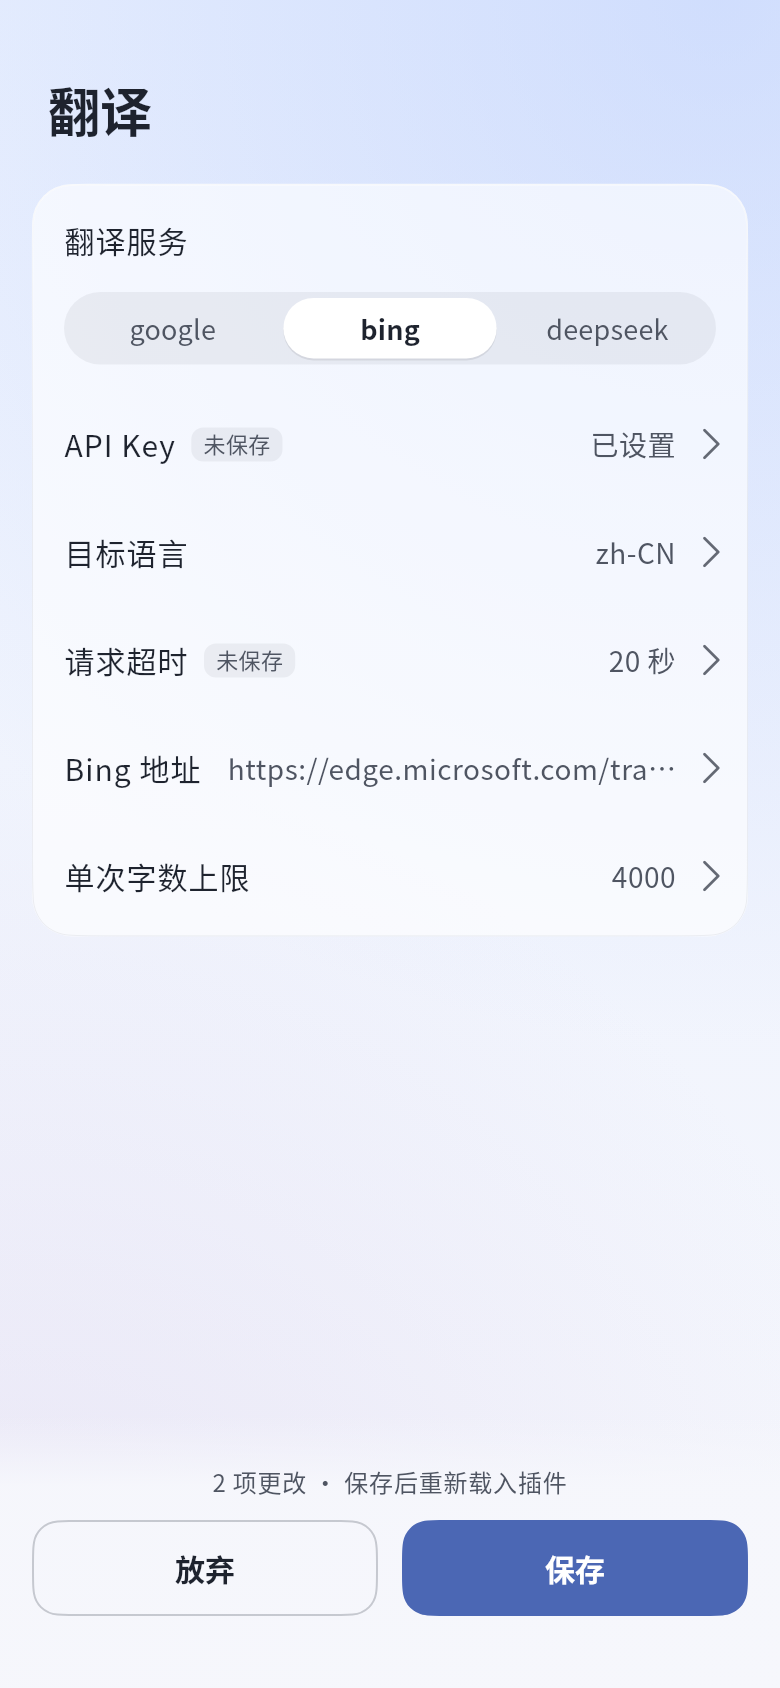 翻译
翻译服务
google bing deepseek
API Key 未保存 已设置
目标语言 zh-CN
请求超时 未保存 20 秒
Bing 地址 https://edge.microsoft.com/tra…
单次字数上限 4000
2 项更改 · 保存后重新载入插件
放弃 保存